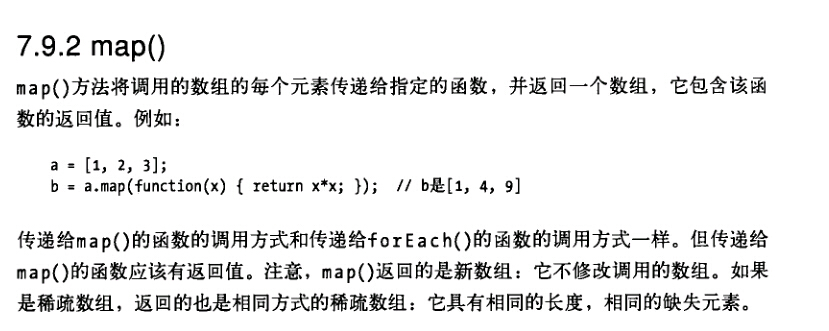 7.9.2 map()
map()方法将调用的数组的每个元素传递给指定的函数，并返回一个数组，它包含该函
数的返回值。例如：
a = [1, 2, 3];
b = a.map(function(x) { return x*x; });  // b是[1, 4, 9]
传递给map()的函数的调用方式和传递给forEach()的函数的调用方式一样。但传递给
map()的函数应该有返回值。注意，map()返回的是新数组：它不修改调用的数组。如果
是稀疏数组，返回的也是相同方式的稀疏数组：它具有相同的长度，相同的缺失元素。